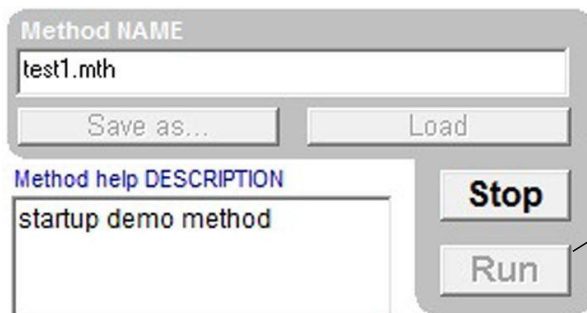 Method NAME
test1.mth
Save as...
Load
Method help DESCRIPTION
startup demo method
Stop
Run